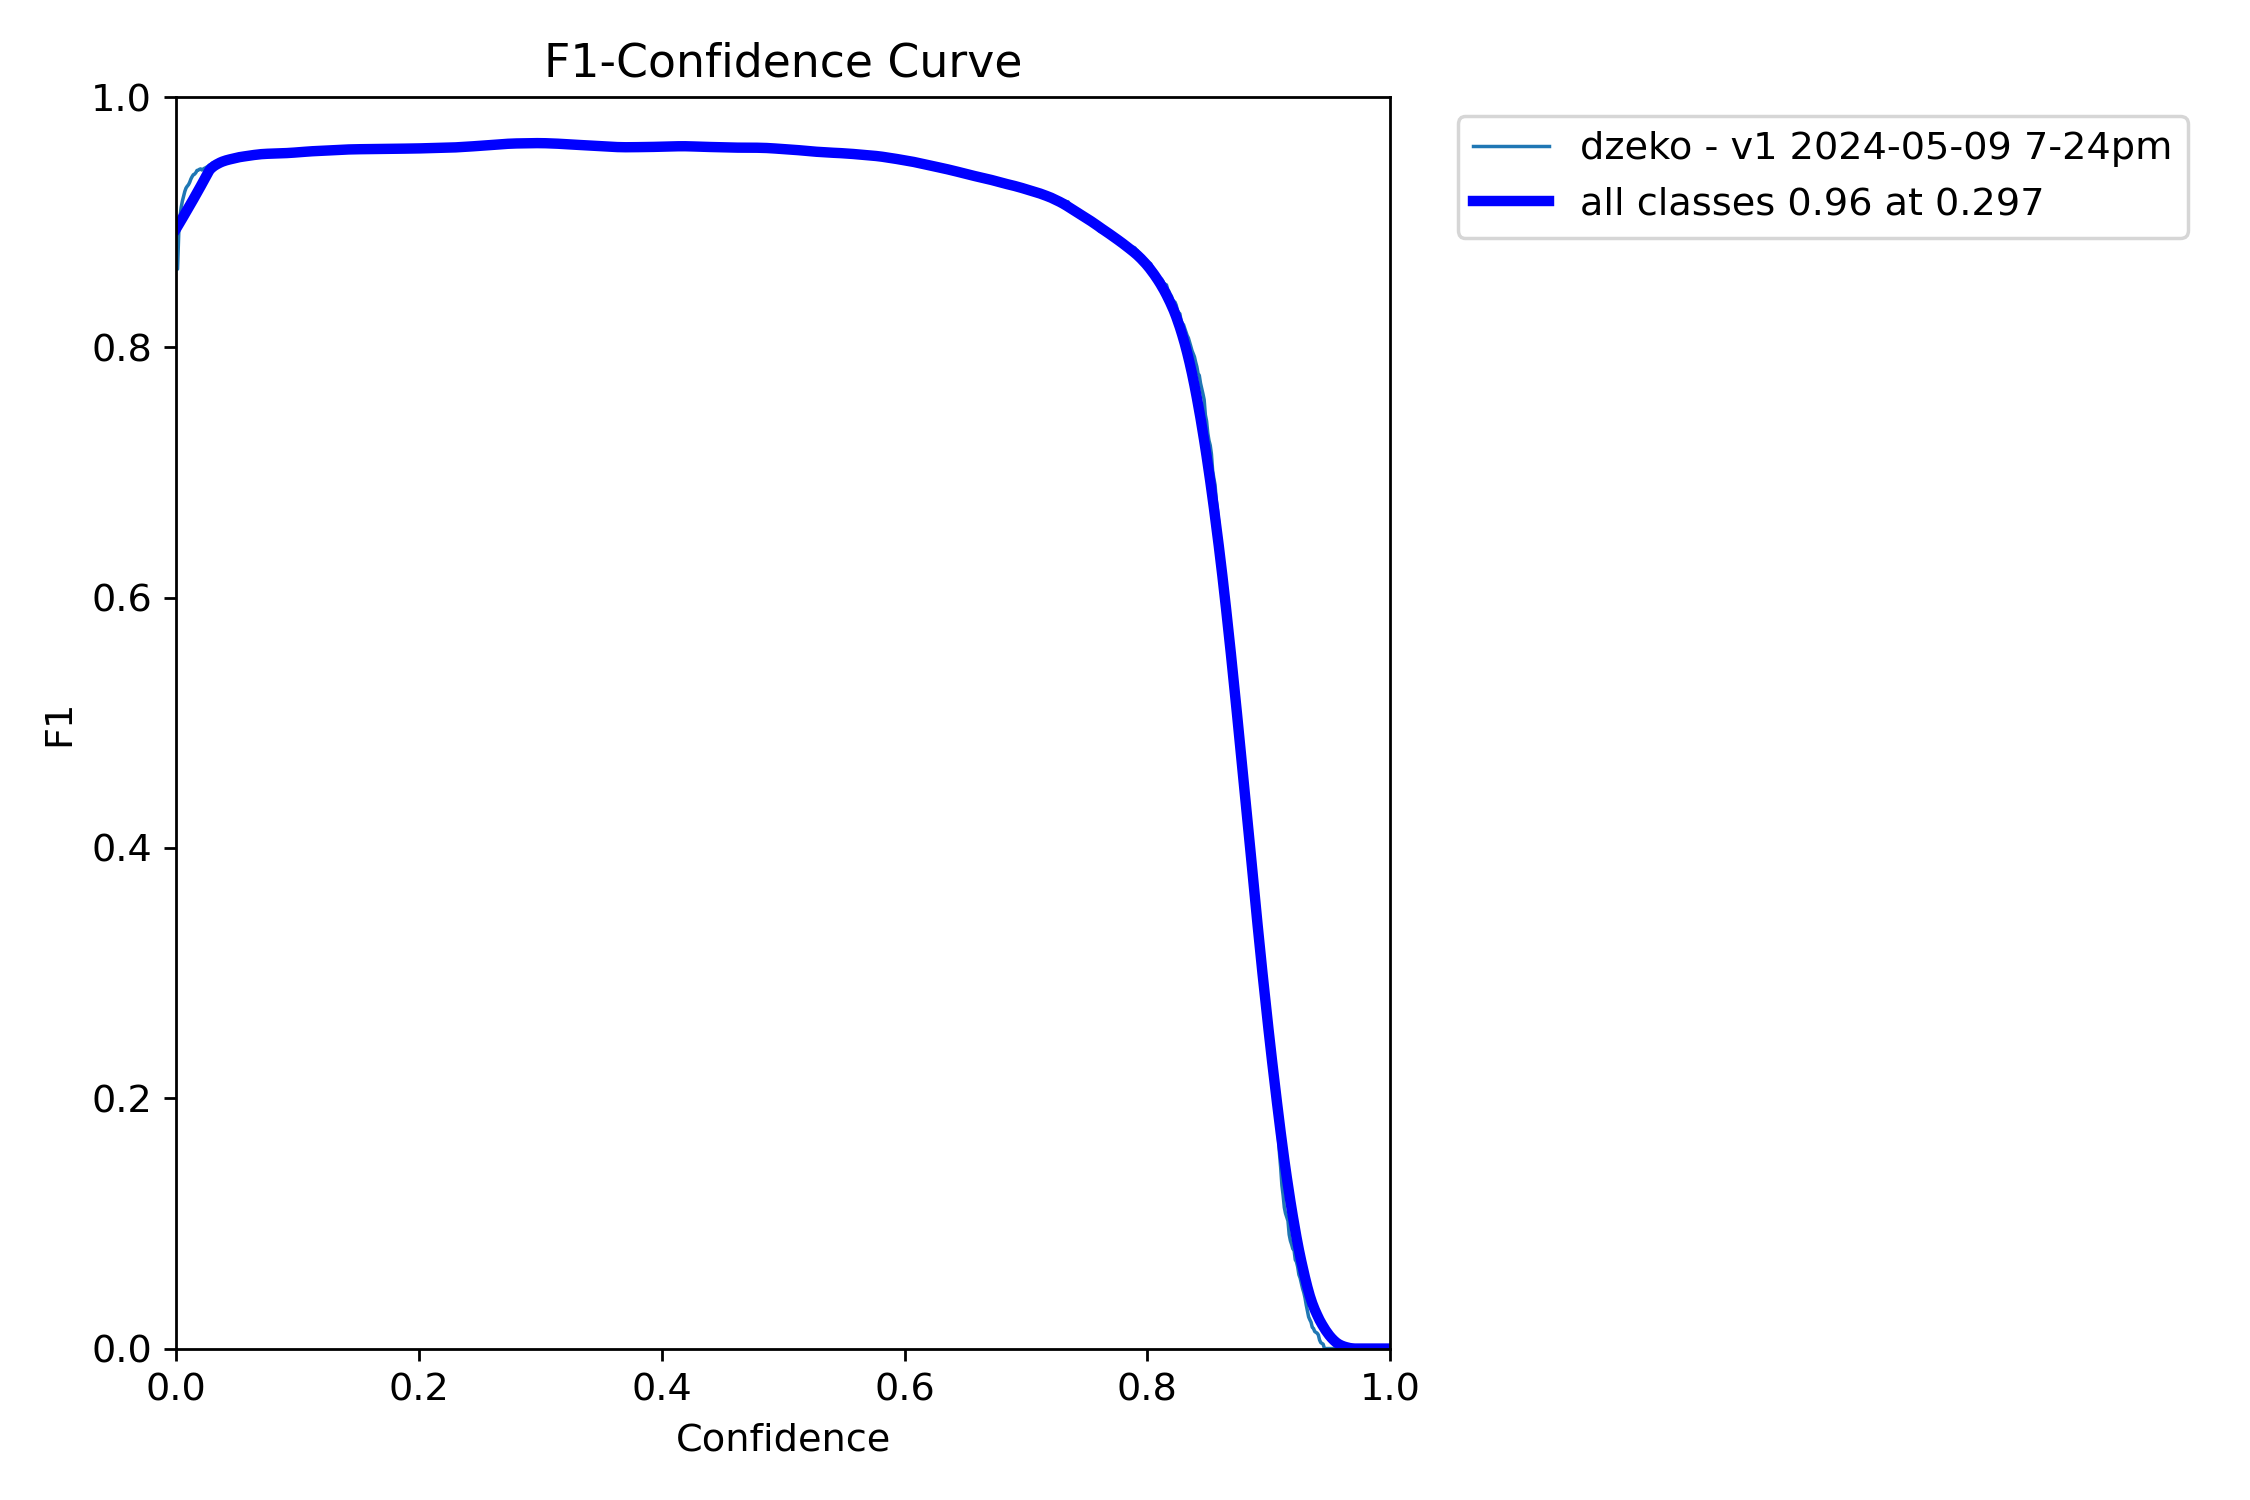 F1-Confidence Curve
dzeko - v1 2024-05-09 7-24pm
all classes 0.96 at 0.297
1.0
0.8
0.6
0.4
0.2
0.0
F1
0.0 0.2 0.4 0.6 0.8 1.0
Confidence